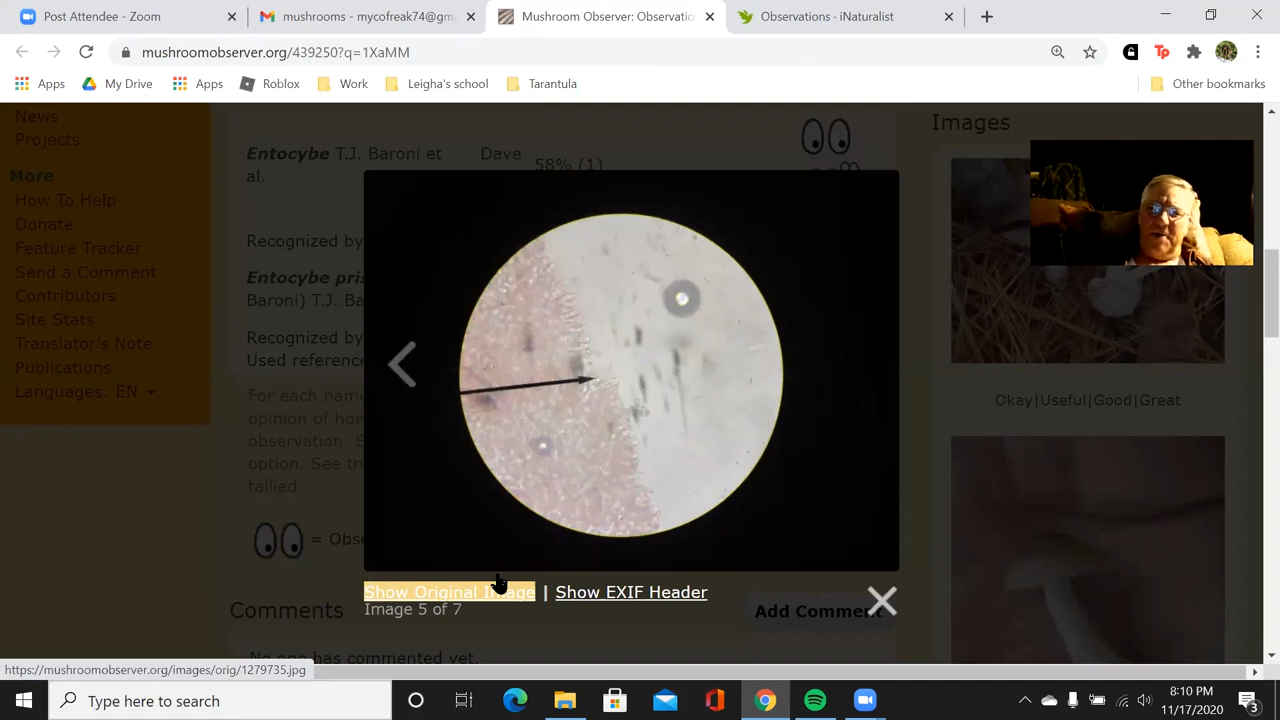 Post Attendee - Zoom
mushrooms - mycofreak74@gm
Mushroom Observer: Observatio
Observations · iNaturalist
mushroomobserver.org/439250?q=1XaMM
Apps
My Drive
Apps
Roblox
Work
Leigha's school
Tarantula
Other bookmarks
News
Projects
More
How To Help
Donate
Feature Tracker
Send a Comment
Contributors
Site Stats
Translator's Note
Publications
Languages: EN
Entocybe T.J. Baroni et
al.
Dave
58% (1)
Recognized by
Entocybe pris
Baroni) T.J. Ba
Recognized by
Used reference
For each name
opinion of how
observation. S
option. See th
tallied.
= Obse
Comments
No one has commented yet.
Add Comment
Show Original Image | Show EXIF Header
Image 5 of 7
Images
Okay|Useful|Good|Great
https://mushroomobserver.org/images/orig/1279735.jpg
Type here to search
8:10 PM
11/17/2020
3